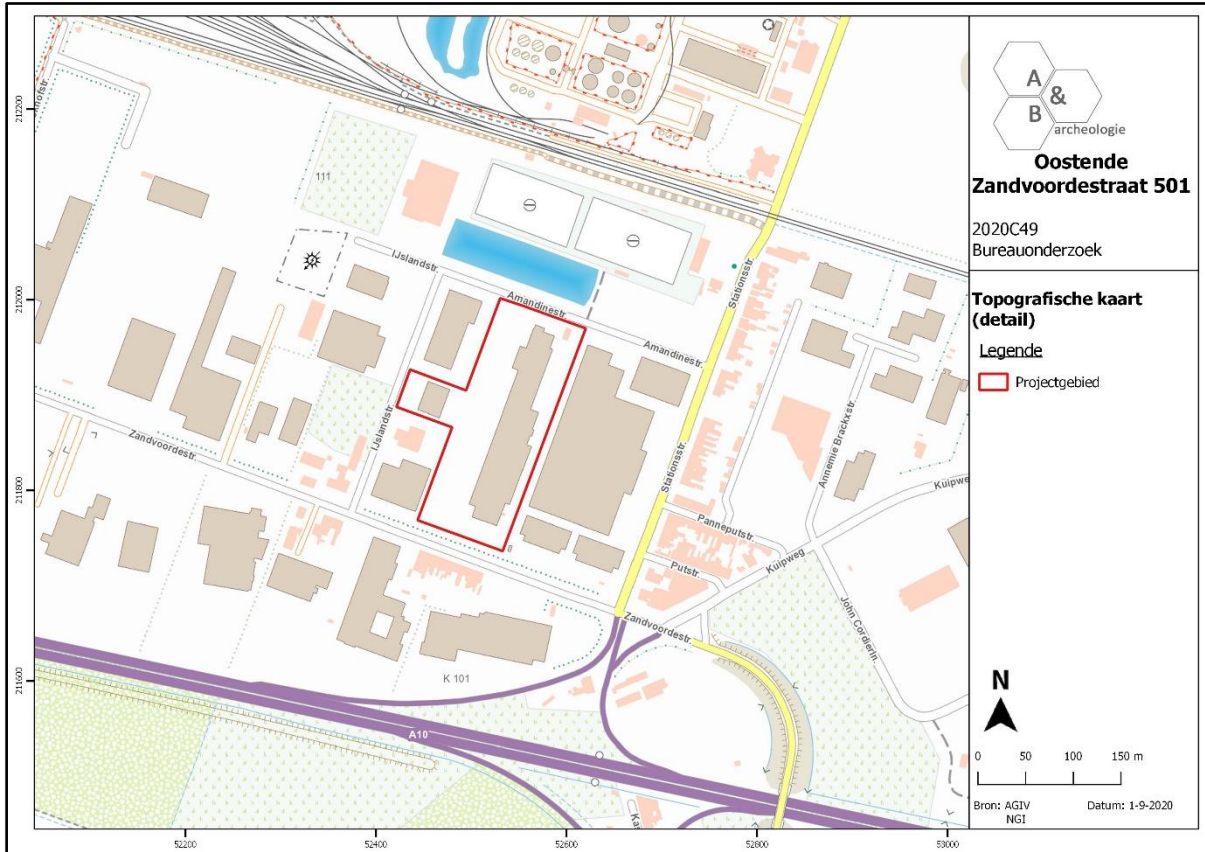 A
&
B
archeologie
Oostende
Zandvoordestraat 501
2020C49
Bureauonderzoek
Topografische kaart
(detail)
Legende
Projectgebied
N
0 50 100 150 m
Bron: AGIV
NGI
Datum: 1-9-2020
212200
212000
211800
211600
52200
52400
52600
52800
53000
111
IJslandstr.
Amandinestr.
Amandinestr.
Stationsstr.
IJslandstr.
Zandvoordestr.
Stationsstr.
Annemie Brackxstr.
Kuipwe
Panneputstr.
Kuipweg
Putstr.
Zandvoordestr.
John Cordierln.
K 101
A10